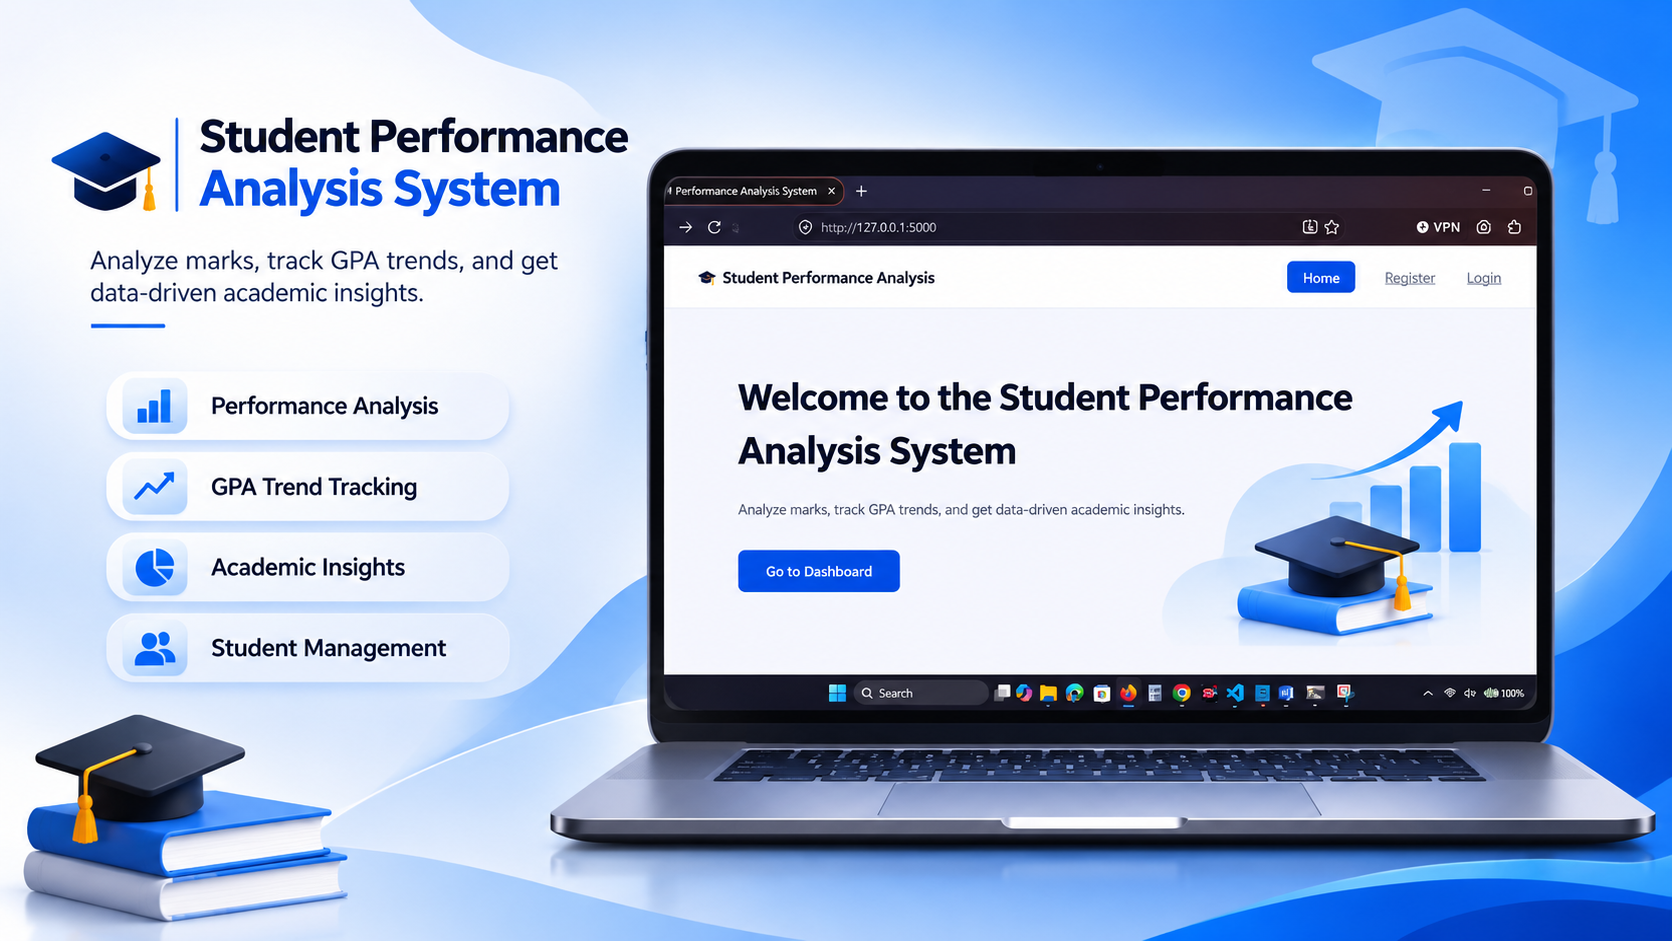 Student Performance
Analysis System
Analyze marks, track GPA trends, and get
data-driven academic insights.
Performance Analysis
GPA Trend Tracking
Academic Insights
Student Management
Performance Analysis System
http://127.0.0.1:5000
VPN
Student Performance Analysis
Home
Register
Login
Welcome to the Student Performance
Analysis System
Analyze marks, track GPA trends, and get data-driven academic insights.
Go to Dashboard
Search
100%